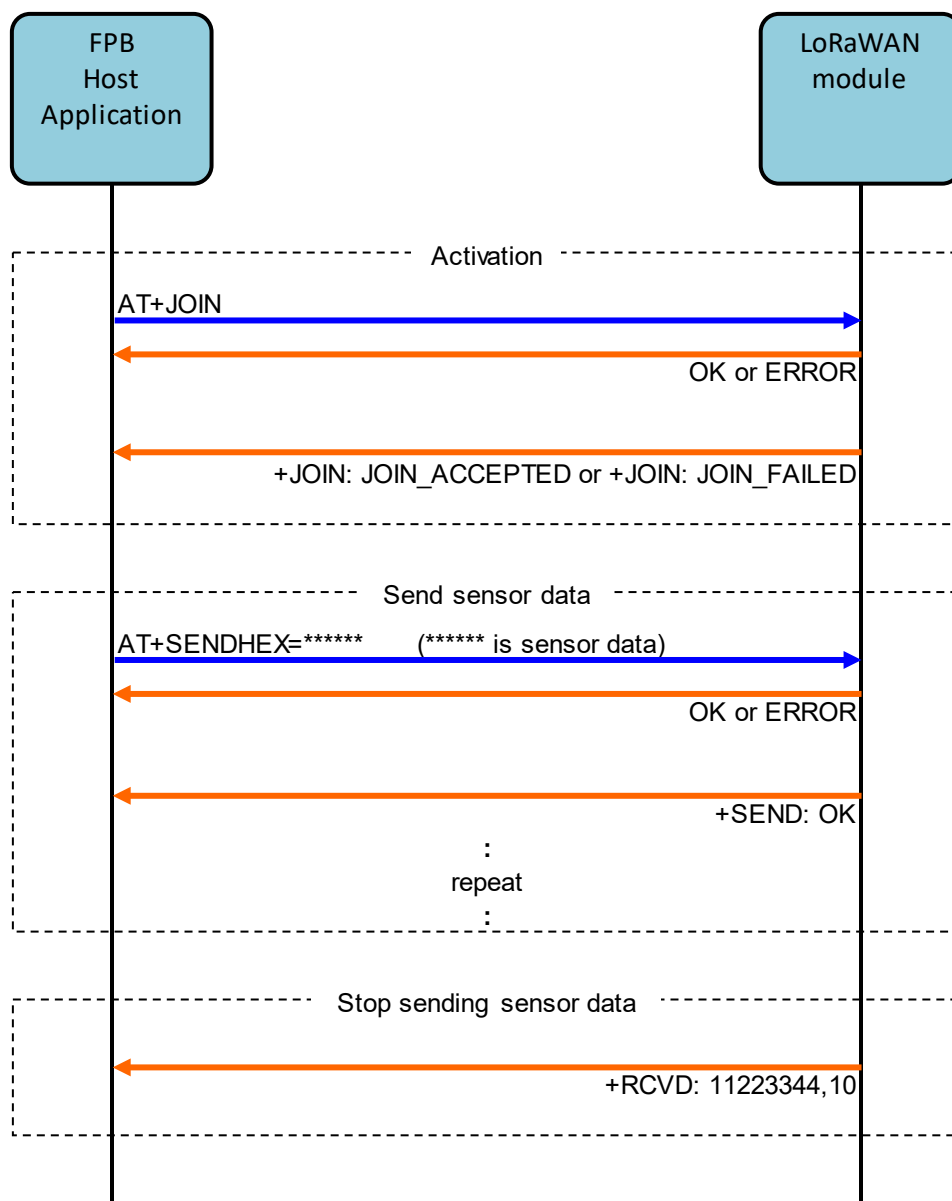 FPB
Host
Application
LoRaWAN
module
Activation
AT+JOIN
OK or ERROR
+JOIN: JOIN_ACCEPTED or +JOIN: JOIN_FAILED
Send sensor data
AT+SENDHEX=****** (****** is sensor data)
OK or ERROR
+SEND: OK
:
repeat
:
Stop sending sensor data
+RCVD: 11223344,10